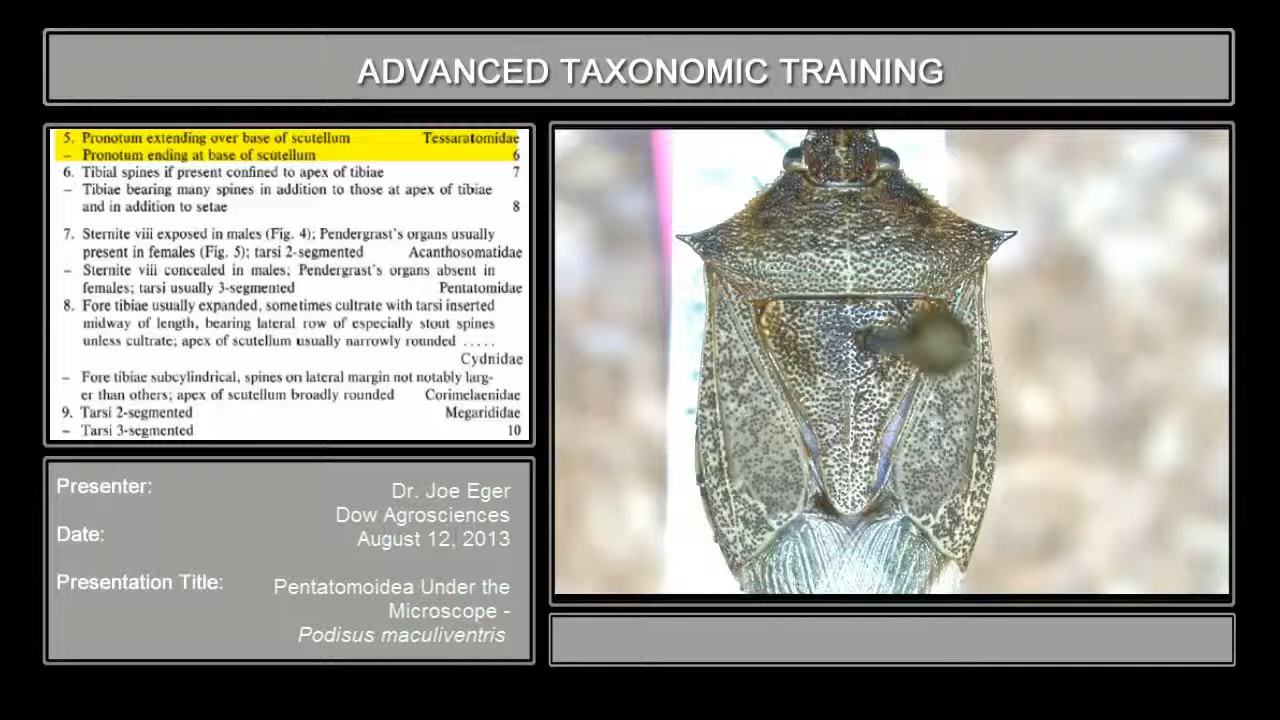 ADVANCED TAXONOMIC TRAINING
5. Pronotum extending over base of scutellum Tessaratomidae
– Pronotum ending at base of scutellum 6
6. Tibial spines if present confined to apex of tibiae 7
– Tibiae bearing many spines in addition to those at apex of tibiae
and in addition to setae 8
7. Sternite viii exposed in males (Fig. 4); Pendergrast's organs usually
present in females (Fig. 5); tarsi 2-segmented Acanthosomatidae
– Sternite viii concealed in males; Pendergrast's organs absent in
females; tarsi usually 3-segmented Pentatomidae
8. Fore tibiae usually expanded, sometimes cultrate with tarsi inserted
midway of length, bearing lateral row of especially stout spines
unless cultrate; apex of scutellum usually narrowly rounded .....
Cydnidae
– Fore tibiae subcylindrical, spines on lateral margin not notably larg-
er than others; apex of scutellum broadly rounded Corimelaenidae
9. Tarsi 2-segmented Megarididae
– Tarsi 3-segmented 10
Presenter: Dr. Joe Eger
Dow Agrosciences
Date: August 12, 2013
Presentation Title: Pentatomoidea Under the
Microscope -
Podisus maculiventris